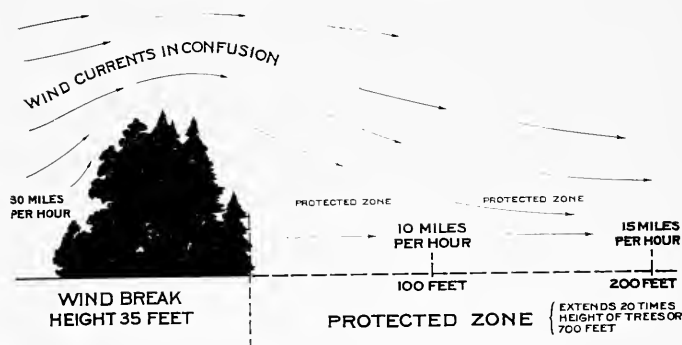 WIND CURRENTS IN CONFUSION
30 MILES
PER HOUR
PROTECTED ZONE
PROTECTED ZONE
10 MILES
PER HOUR
15 MILES
PER HOUR
100 FEET
200 FEET
WIND BREAK
HEIGHT 35 FEET
PROTECTED ZONE
EXTENDS 20 TIMES
HEIGHT OF TREES OR
700 FEET